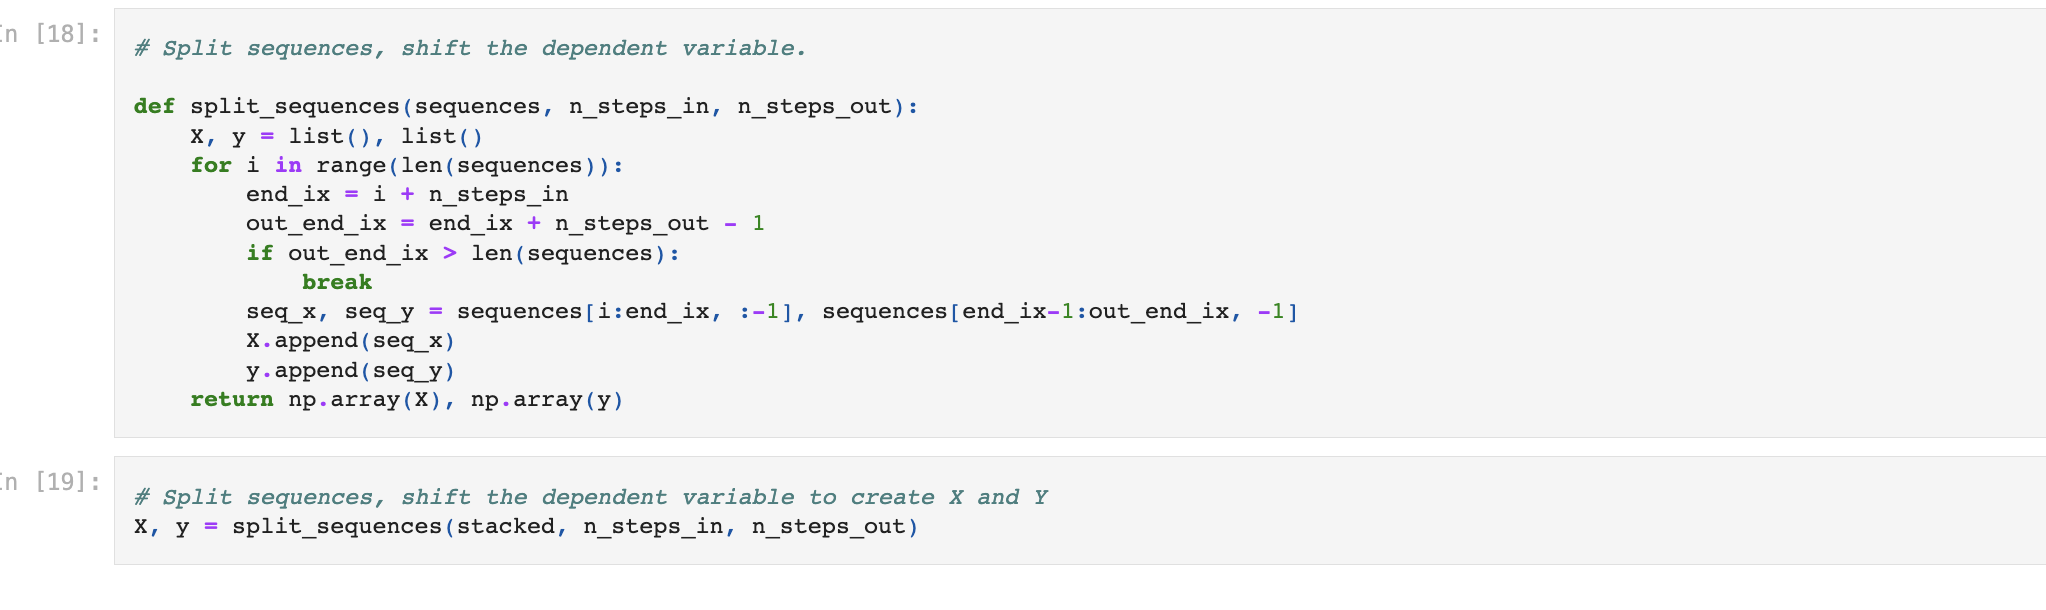 In [18]:
# Split sequences, shift the dependent variable.
def split_sequences(sequences, n_steps_in, n_steps_out):
    X, y = list(), list()
    for i in range(len(sequences)):
        end_ix = i + n_steps_in
        out_end_ix = end_ix + n_steps_out - 1
        if out_end_ix > len(sequences):
            break
        seq_x, seq_y = sequences[i:end_ix, :-1], sequences[end_ix-1:out_end_ix, -1]
        X.append(seq_x)
        y.append(seq_y)
    return np.array(X), np.array(y)
In [19]:
# Split sequences, shift the dependent variable to create X and Y
X, y = split_sequences(stacked, n_steps_in, n_steps_out)